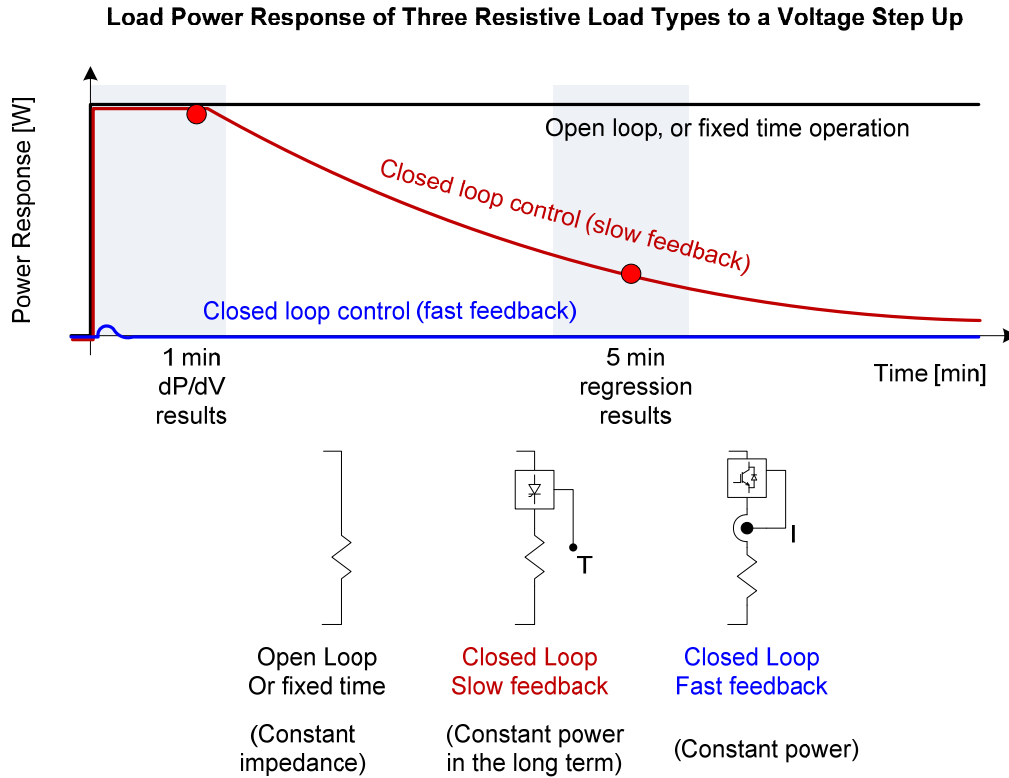 Load Power Response of Three Resistive Load Types to a Voltage Step Up
Power Response [W]
Open loop, or fixed time operation
Closed loop control (slow feedback)
Closed loop control (fast feedback)
1 min
dP/dV
results
5 min
regression
results
Time [min]
T
I
Open Loop
Or fixed time
(Constant
impedance)
Closed Loop
Slow feedback
(Constant power
in the long term)
Closed Loop
Fast feedback
(Constant power)